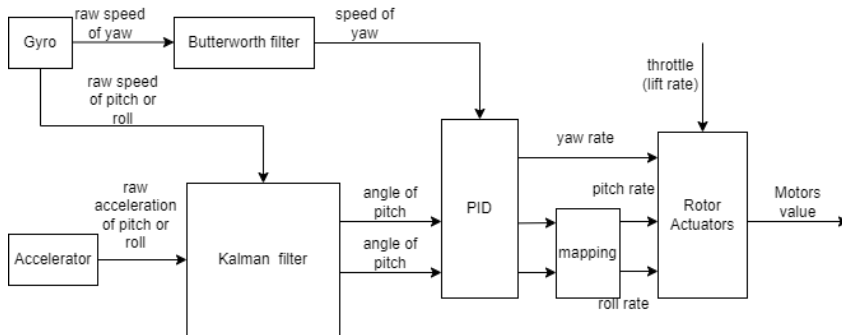 raw speed
of yaw
speed of
yaw
Gyro
Butterworth filter
throttle
(lift rate)
raw speed
of pitch or
roll
yaw rate
raw
acceleration
of pitch or
roll
angle of
pitch
PID
pitch rate
Rotor
Actuators
Motors
value
Accelerator
Kalman filter
angle of
pitch
mapping
roll rate